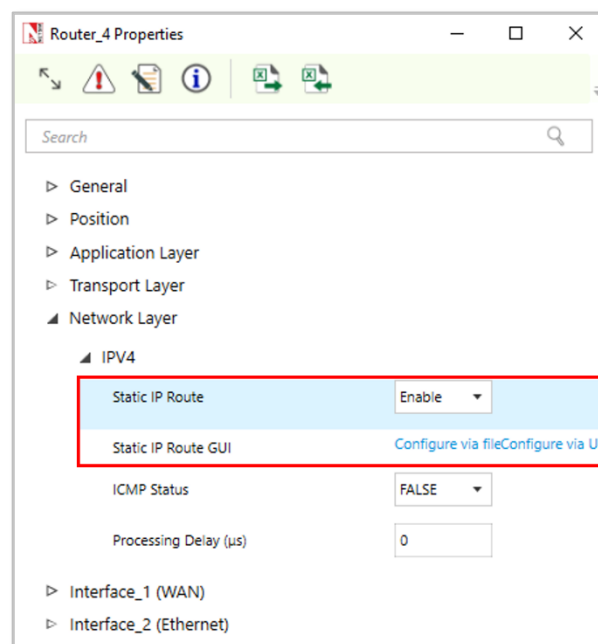 Router_4 Properties
Search
General
Position
Application Layer
Transport Layer
Network Layer
IPV4
Static IP Route Enable
Static IP Route GUI Configure via fileConfigure via U
ICMP Status FALSE
Processing Delay (μs) 0
Interface_1 (WAN)
Interface_2 (Ethernet)